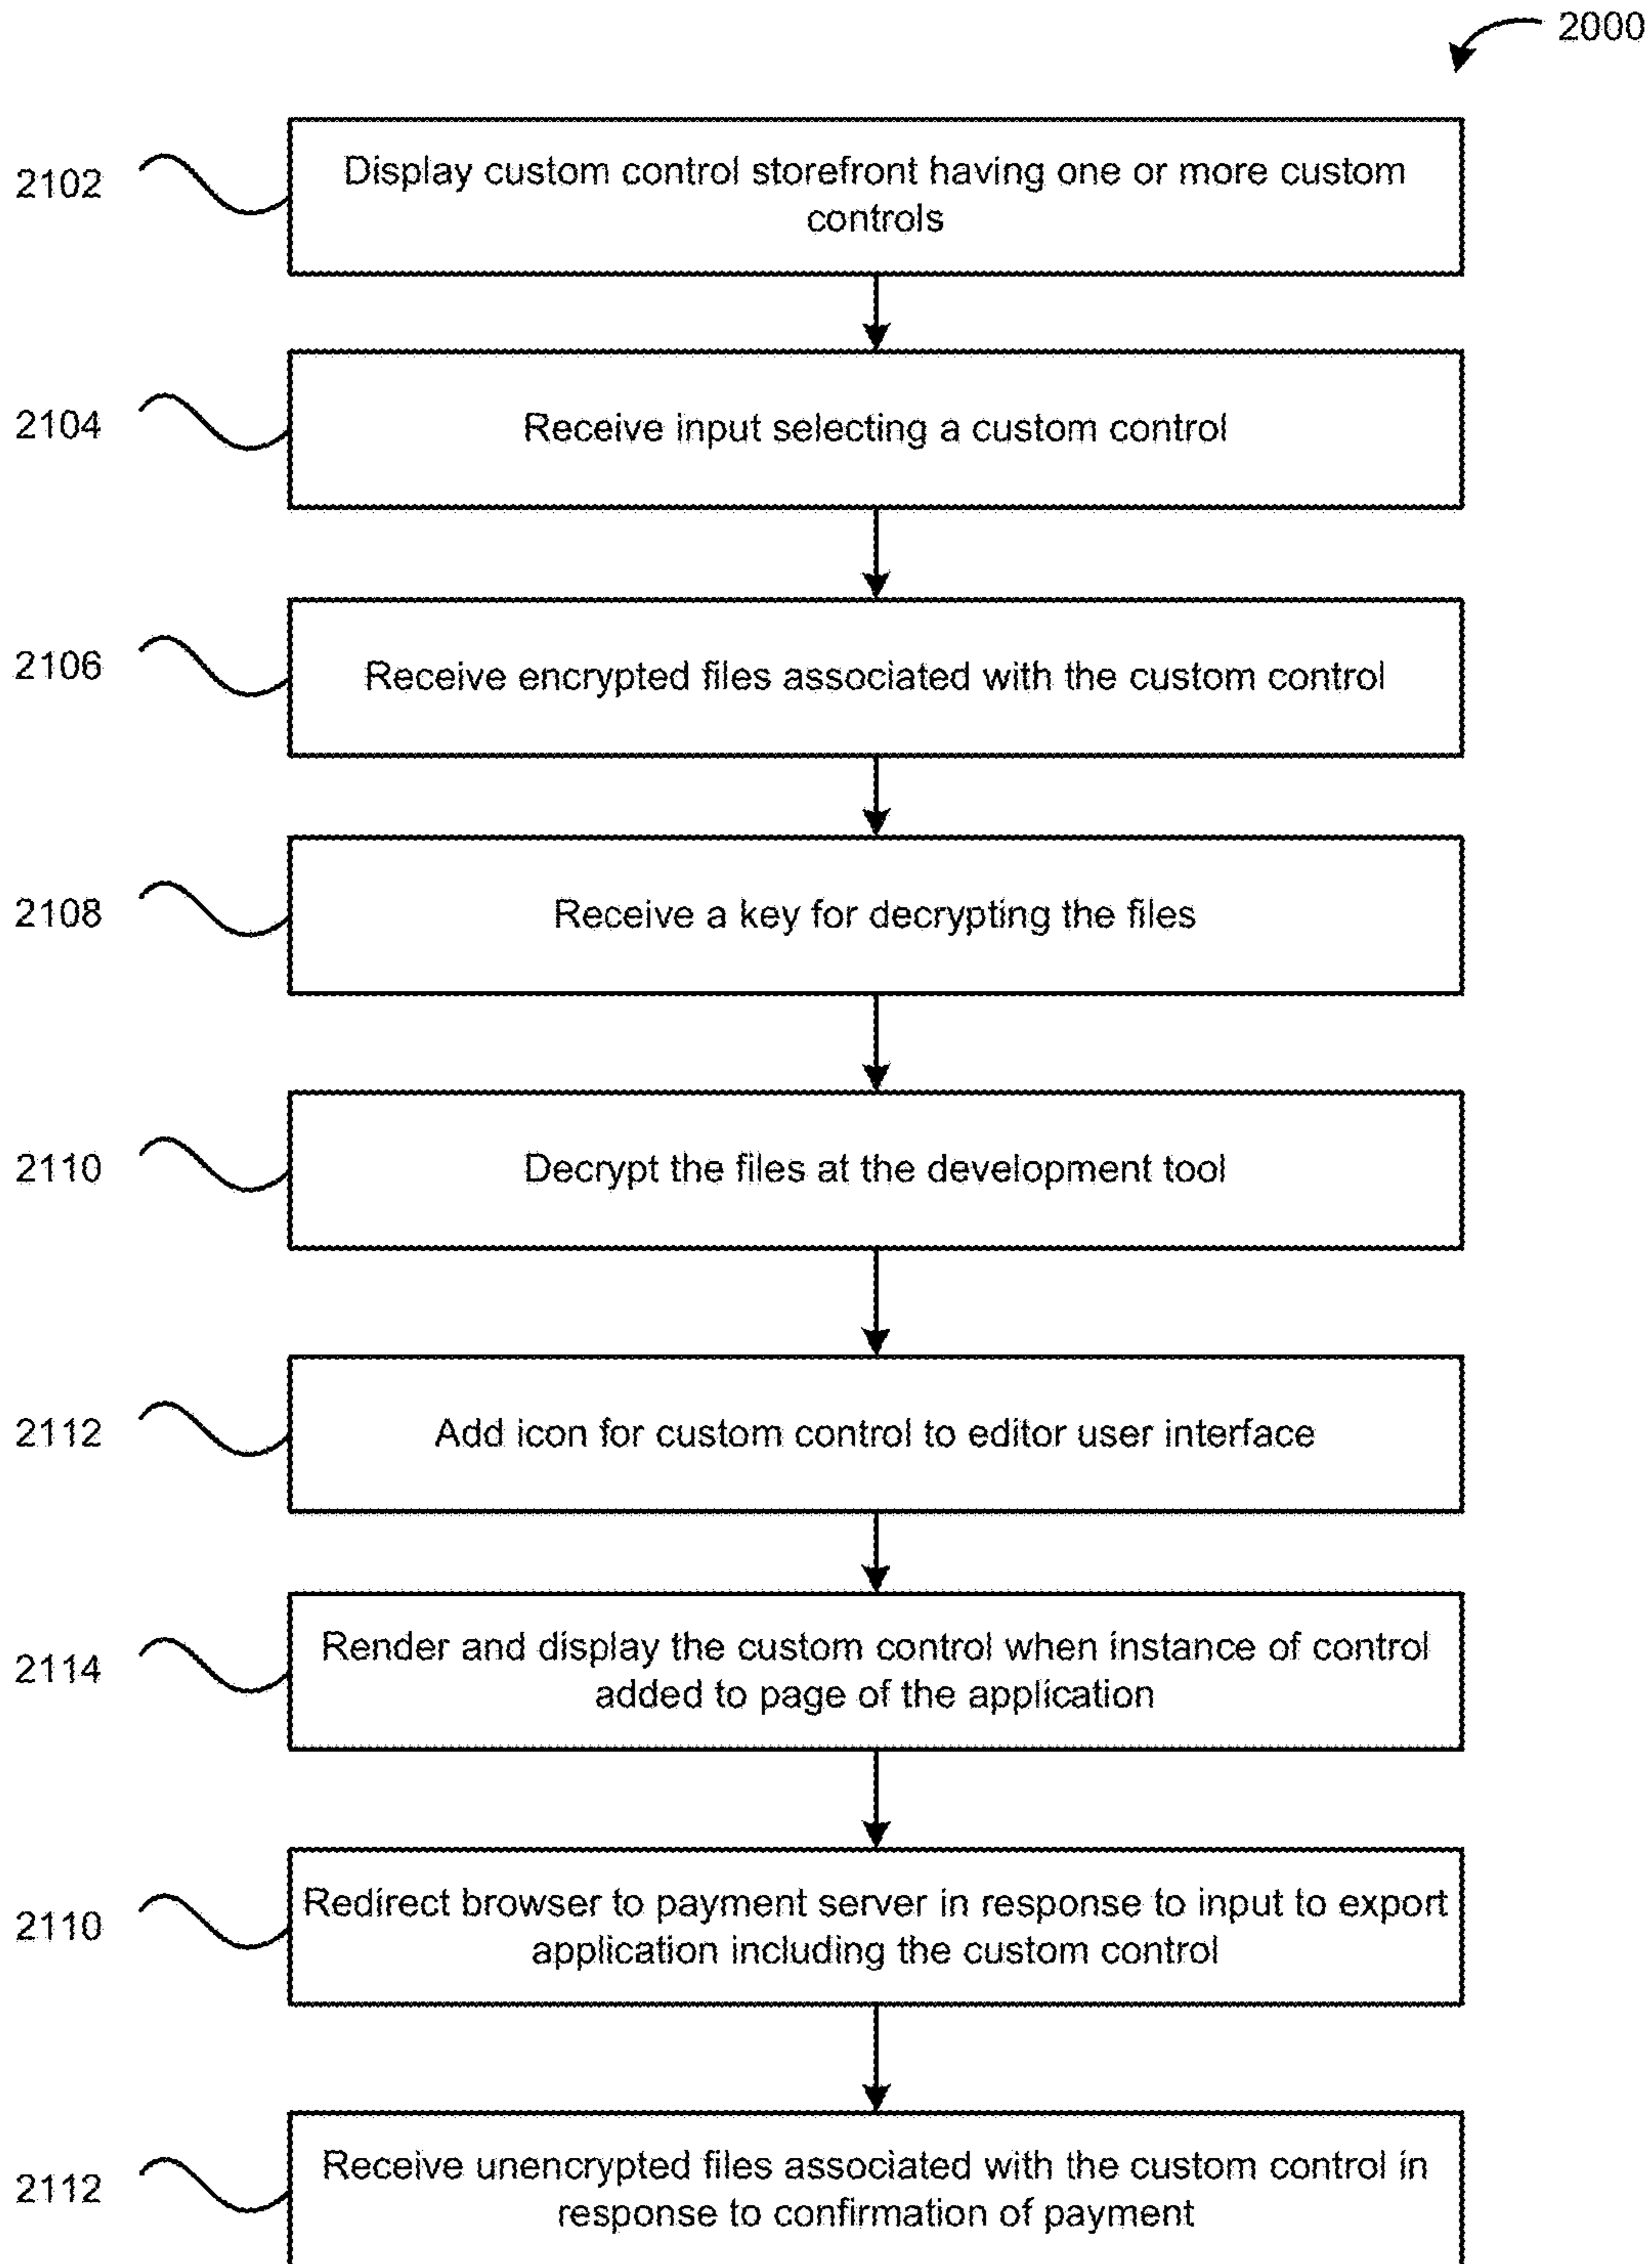 2000
2102
Display custom control storefront having one or more custom
controls
2104
Receive input selecting a custom control
2106
Receive encrypted files associated with the custom control
2108
Receive a key for decrypting the files
2110
Decrypt the files at the development tool
2112
Add icon for custom control to editor user interface
2114
Render and display the custom control when instance of control
added to page of the application
2110
Redirect browser to payment server in response to input to export
application including the custom control
2112
Receive unencrypted files associated with the custom control in
response to confirmation of payment